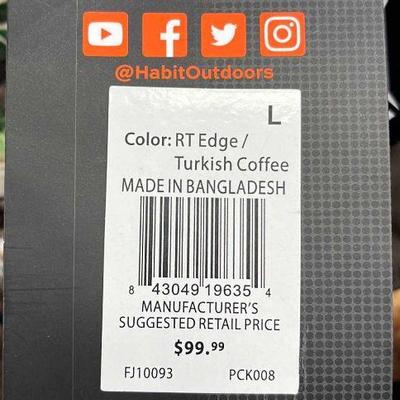 @HabitOutdoors
L
Color: RT Edge /
Turkish Coffee
MADE IN BANGLADESH
8 43049 19635 4
MANUFACTURER'S
SUGGESTED RETAIL PRICE
$99.99
FJ10093 PCK008